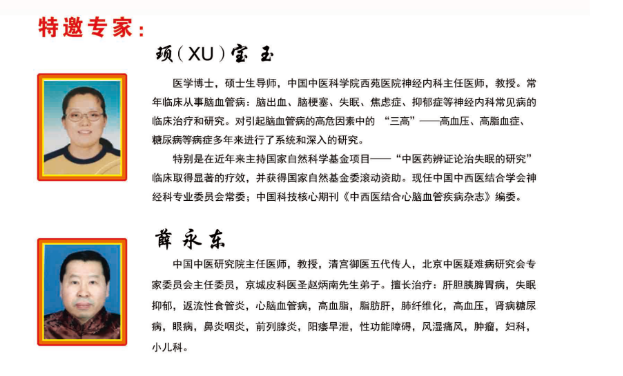 特邀专家：
顼（XU）宝玉
医学博士，硕士生导师，中国中医科学院西苑医院神经内科主任医师，教授。常
年临床从事脑血管病：脑出血、脑梗塞、失眠、焦虑症、抑郁症等神经内科常见病的
临床治疗和研究。对引起脑血管病的高危因素中的 “三高”——高血压、高脂血症、
糖尿病等病症多年来进行了系统和深入的研究。
特别是在近年来主持国家自然科学基金项目——“中医药辨证论治失眠的研究”
临床取得显著的疗效，并获得国家自然基金委滚动资助。现任中国中西医结合学会神
经科专业委员会常委；中国科技核心期刊《中西医结合心脑血管疾病杂志》编委。
薛永东
中国中医研究院主任医师，教授，清宫御医五代传人，北京中医疑难病研究会专
家委员会主任委员，京城皮科医圣赵炳南先生弟子。擅长治疗：肝胆胰脾胃病，失眠
抑郁，返流性食管炎，心脑血管病，高血脂，脂肪肝，肺纤维化，高血压，肾病糖尿
病，眼病，鼻炎咽炎，前列腺炎，阳痿早泄，性功能障碍，风湿痛风，肿瘤，妇科，
小儿科。